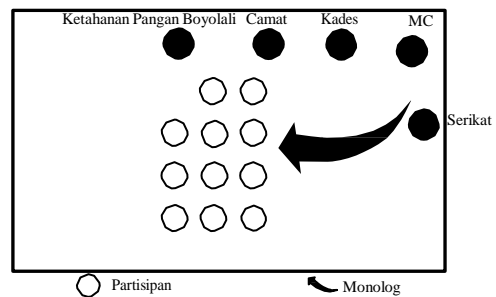 Ketahanan Pangan Boyolali Camat Kades MC
Serikat
Partisipan Monolog